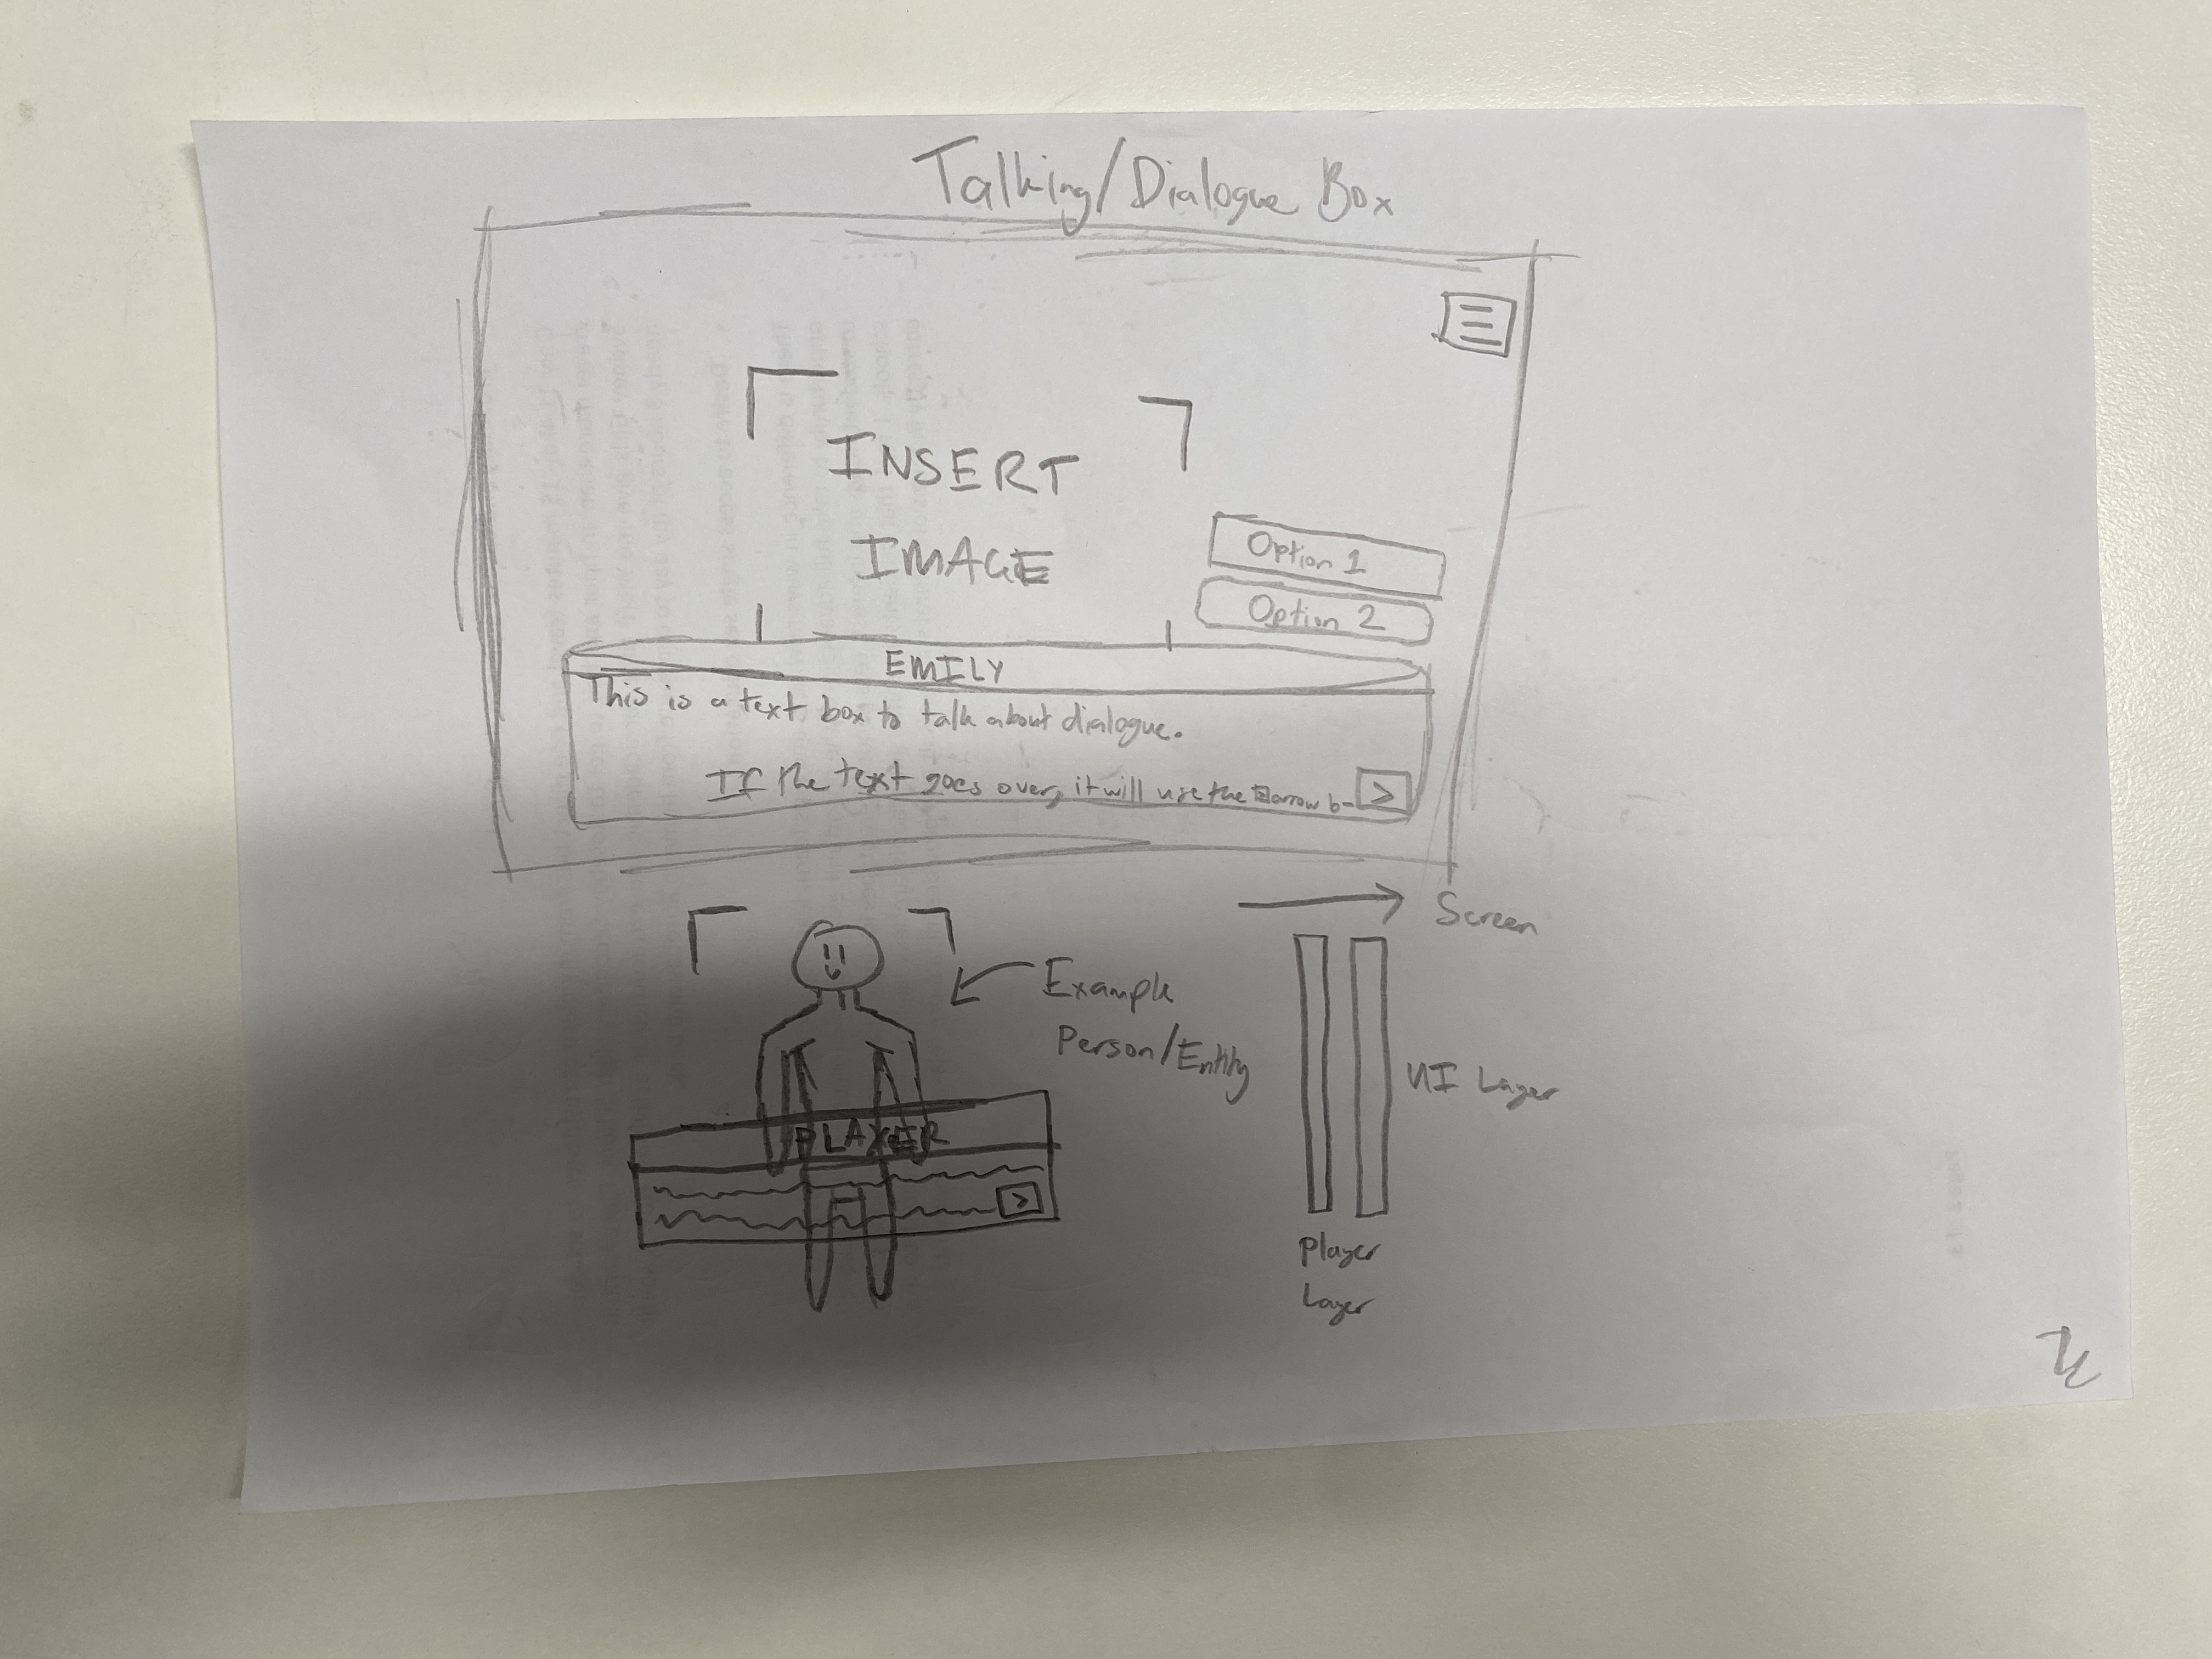 Talking/Dialogue Box
INSERT
IMAGE
Option 1
Option 2
EMILY
This is a text box to talk about dialogue.
If the text goes over, it will use the arrow b-
>
Screen
Example
Person/Entity
UI Layer
PLAYER
>
Player
Layer